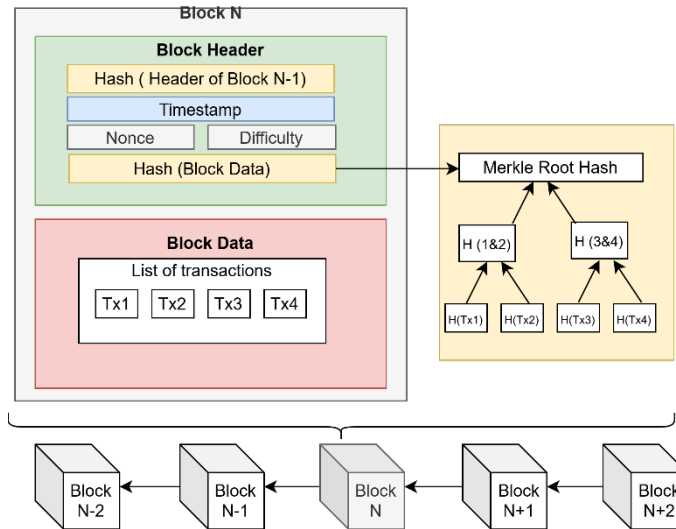 Block N
Block Header
Hash ( Header of Block N-1)
Timestamp
Nonce
Difficulty
Hash (Block Data)
Merkle Root Hash
H (1&2)
H (3&4)
H(Tx1)
H(Tx2)
H(Tx3)
H(Tx4)
Block Data
List of transactions
Tx1
Tx2
Tx3
Tx4
Block
N-2
Block
N-1
Block
N
Block
N+1
Block
N+2